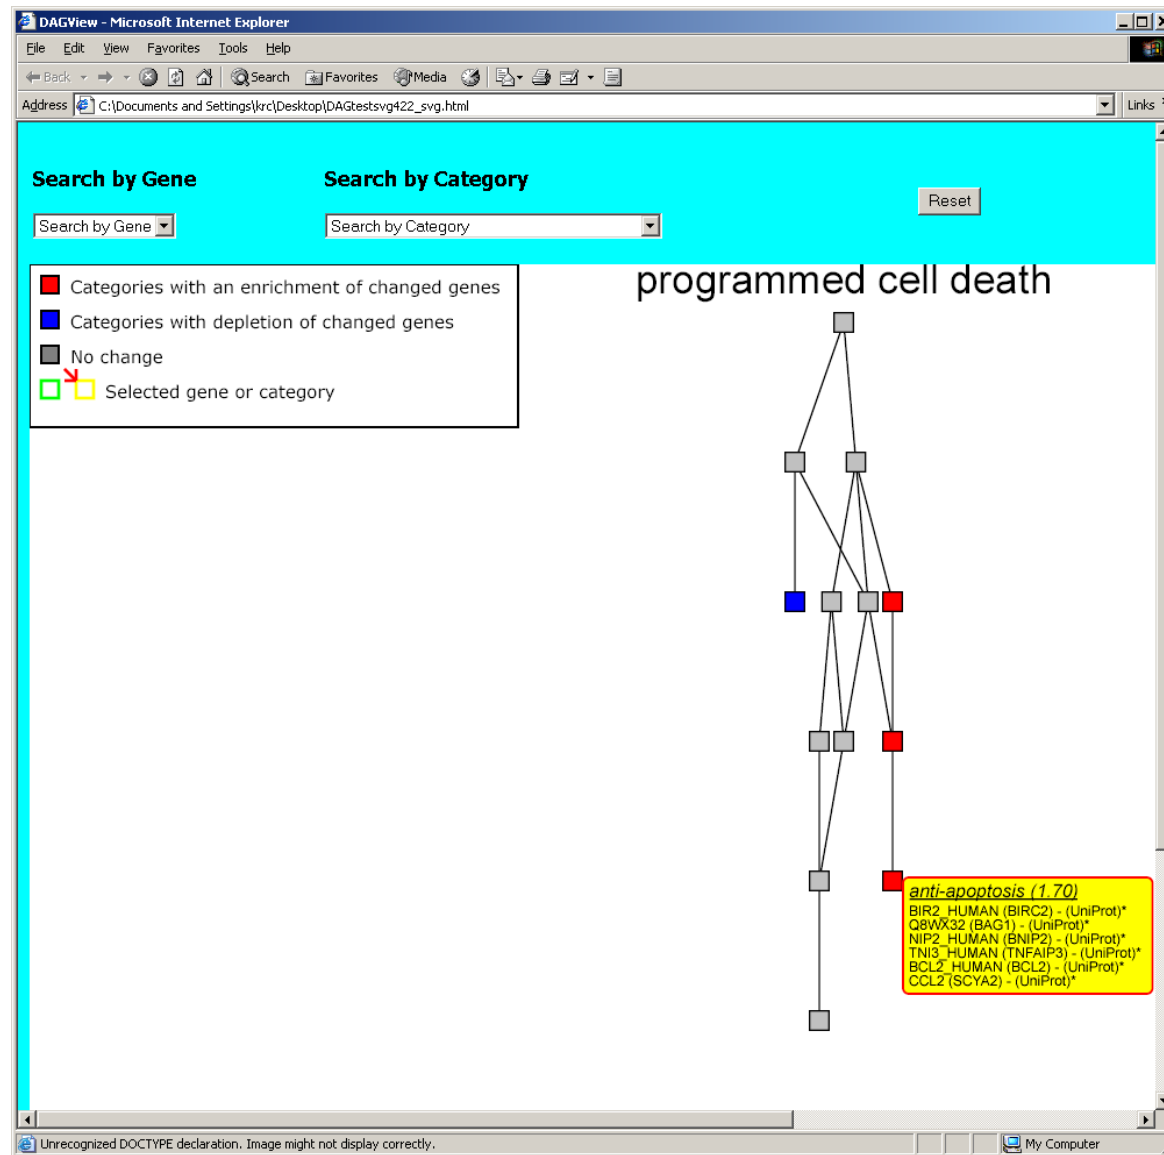 DAGView - Microsoft Internet Explorer
File Edit View Favorites Tools Help
Back Search Favorites Media
Address C:\Documents and Settings\krc\Desktop\DAGtestsvg422_svg.html Links
Search by Gene Search by Category
Reset
Search by Gene Search by Category
programmed cell death
Categories with an enrichment of changed genes
Categories with depletion of changed genes
No change
Selected gene or category
anti-apoptosis (1.70)
BIR2_HUMAN (BIRC2) - (UniProt)*
Q8WX32 (BAG1) - (UniProt)*
NIP2_HUMAN (BNIP2) - (UniProt)*
TNI3_HUMAN (TNFAIP3) - (UniProt)*
BCL2_HUMAN (BCL2) - (UniProt)*
CCL2 (SCYA2) - (UniProt)*
Unrecognized DOCTYPE declaration. Image might not display correctly. My Computer